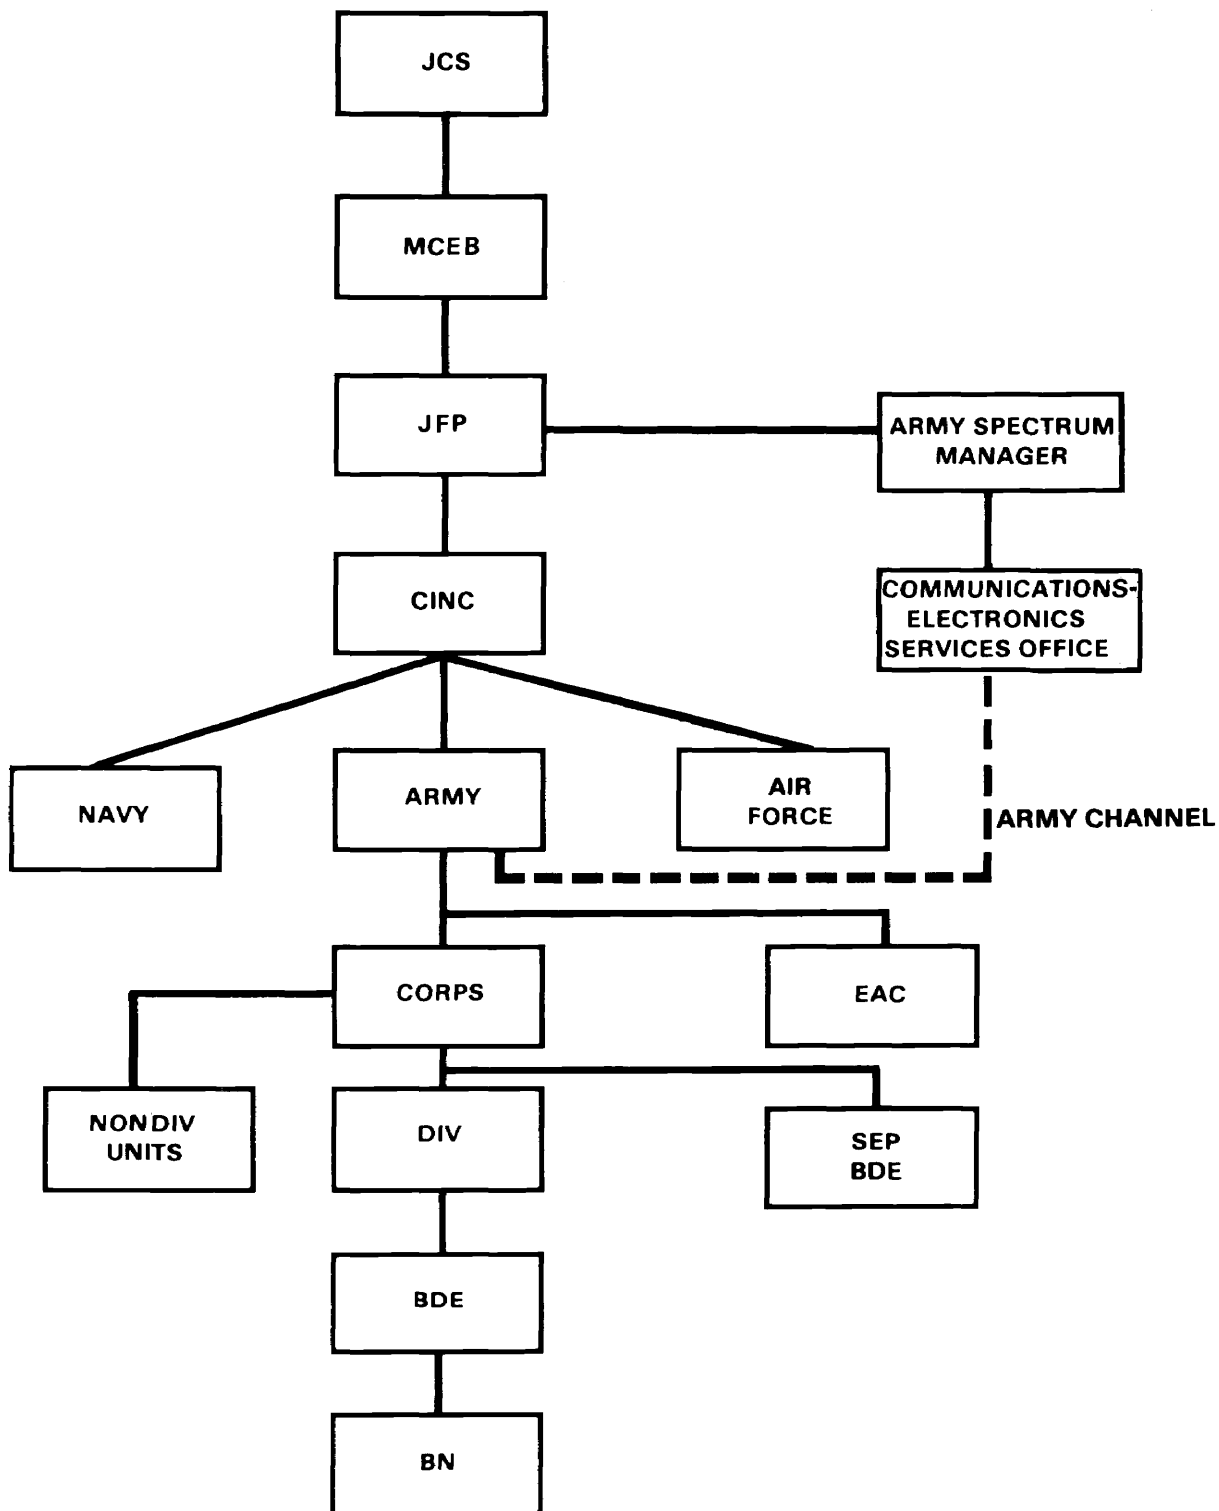 JCS
MCEB
JFP
ARMY SPECTRUM
MANAGER
CINC
COMMUNICATIONS-
ELECTRONICS
SERVICES OFFICE
NAVY
ARMY
AIR
FORCE
ARMY CHANNEL
CORPS
EAC
NONDIV
UNITS
DIV
SEP
BDE
BDE
BN